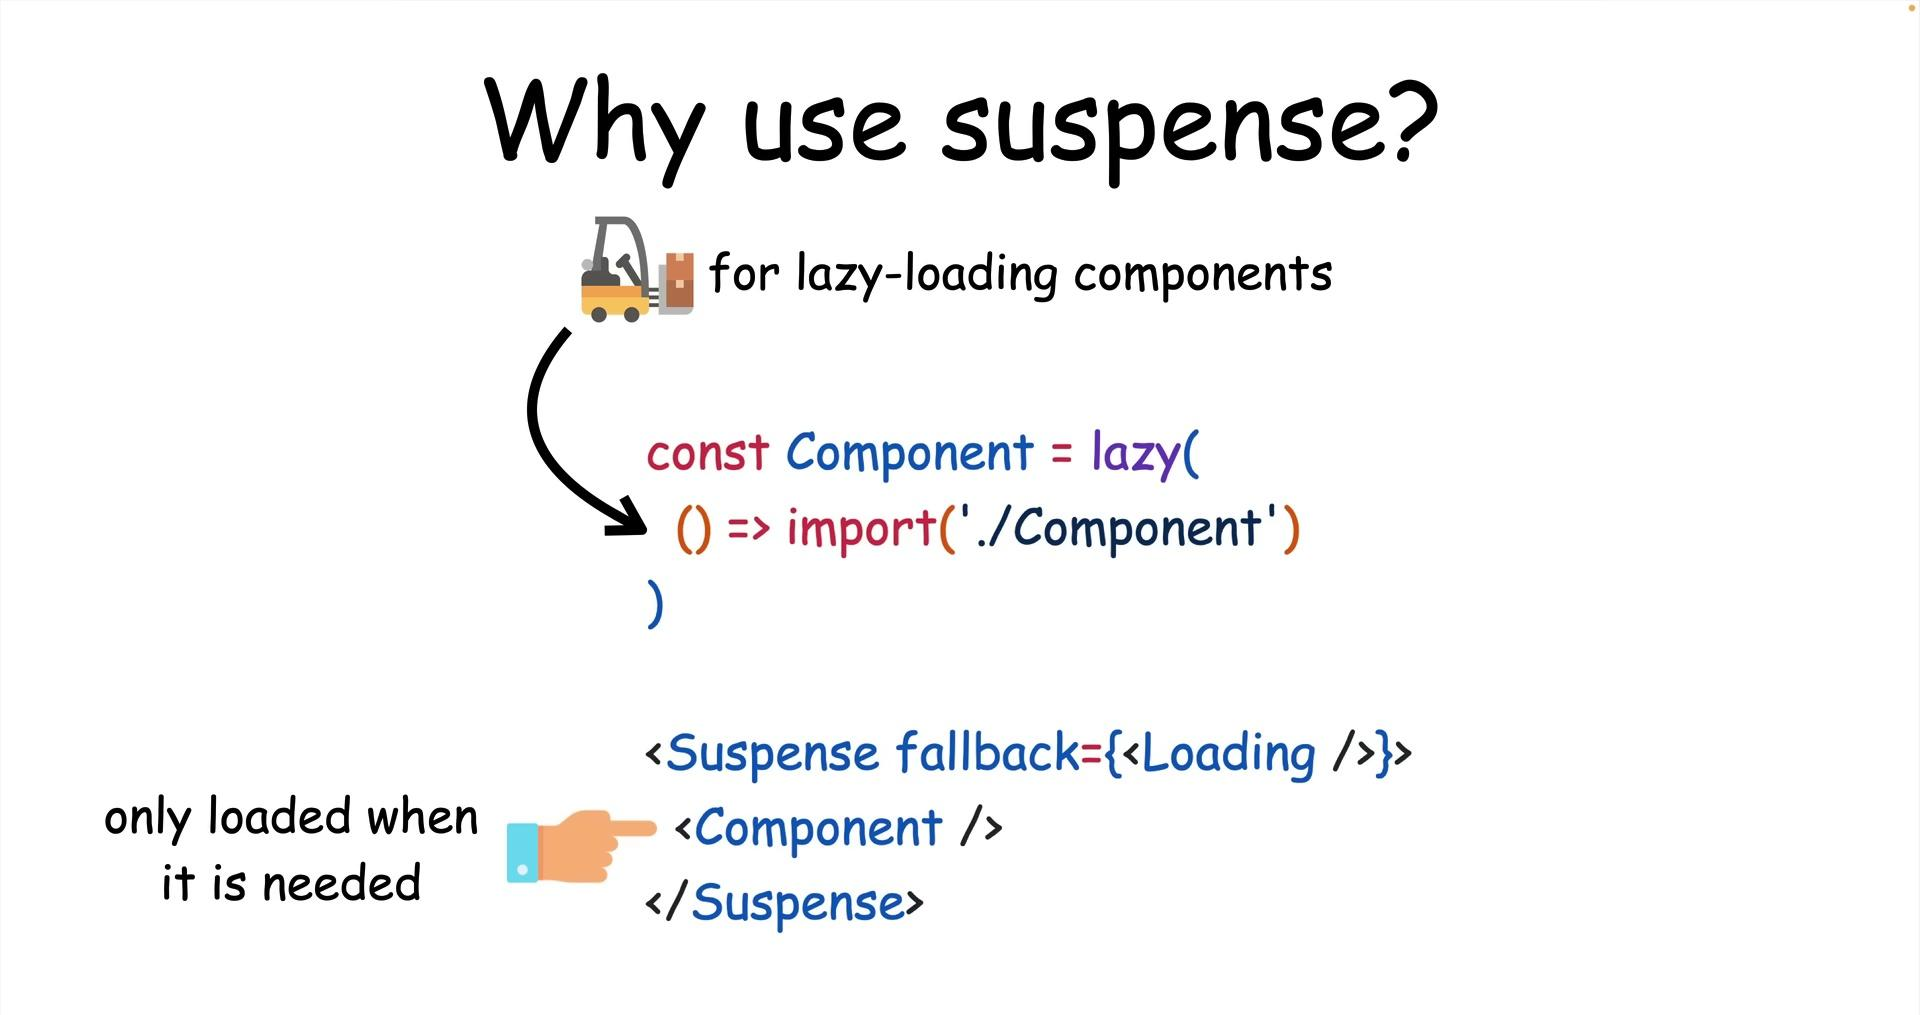 Why use suspense?
for lazy-loading components
const Component = lazy(
() => import('./Component')
)
<Suspense fallback={<Loading />}>
only loaded when
it is needed
<Component />
</Suspense>